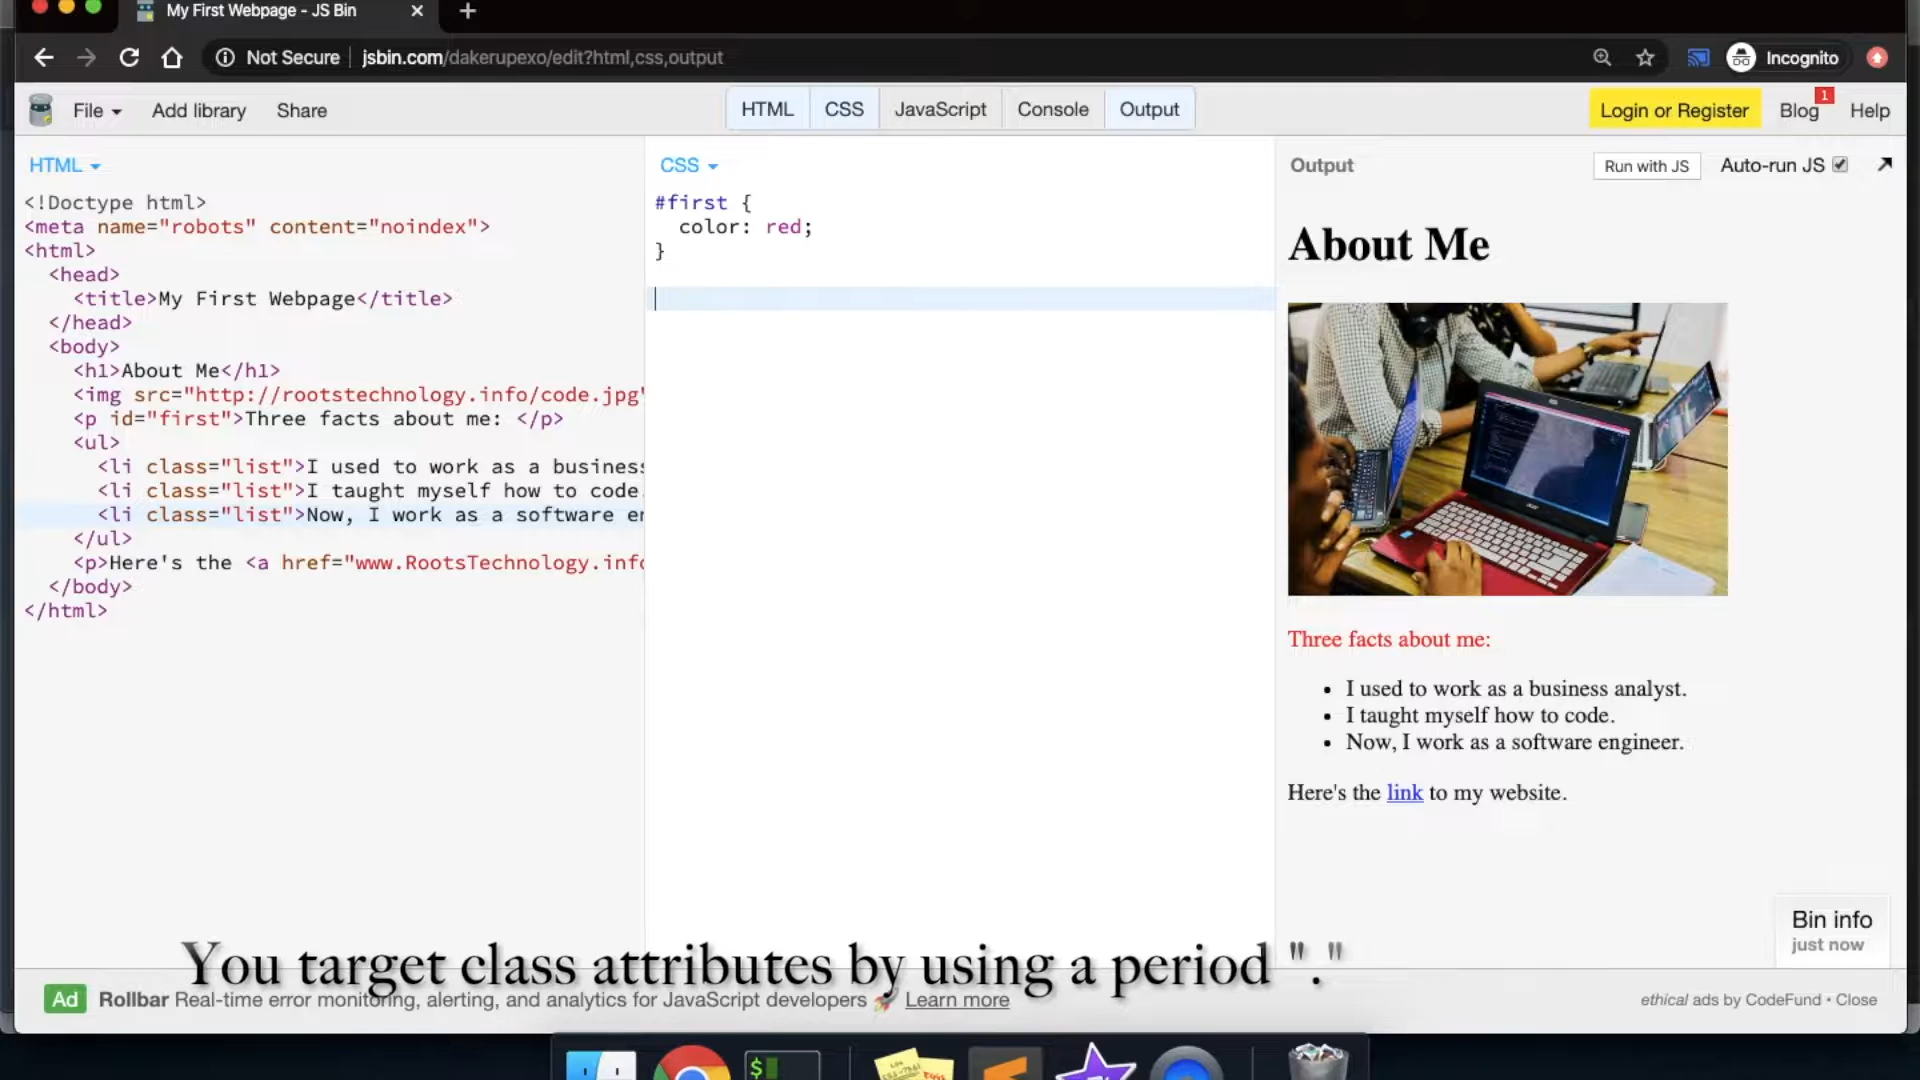 My First Webpage - JS Bin
Not Secure jsbin.com/dakerupexo/edit?html,css,output Incognito
File Add library Share HTML CSS JavaScript Console Output Login or Register Blog 1 Help
HTML
<!Doctype html>
<meta name="robots" content="noindex">
<html>
<head>
<title>My First Webpage</title>
</head>
<body>
<h1>About Me</h1>
<img src="http://rootstechnology.info/code.jpg"
<p id="first">Three facts about me: </p>
<ul>
<li class="list">I used to work as a business
<li class="list">I taught myself how to code.
<li class="list">Now, I work as a software en
</ul>
<p>Here's the <a href="www.RootsTechnology.info
</body>
</html>
CSS
#first {
color: red;
}
Output Run with JS Auto-run JS
About Me
Three facts about me:
• I used to work as a business analyst.
• I taught myself how to code.
• Now, I work as a software engineer.
Here's the link to my website.
Bin info
just now
You target class attributes by using a period "."
Ad Rollbar Real-time error monitoring, alerting, and analytics for JavaScript developers 🚀 Learn more
ethical ads by CodeFund • Close
$